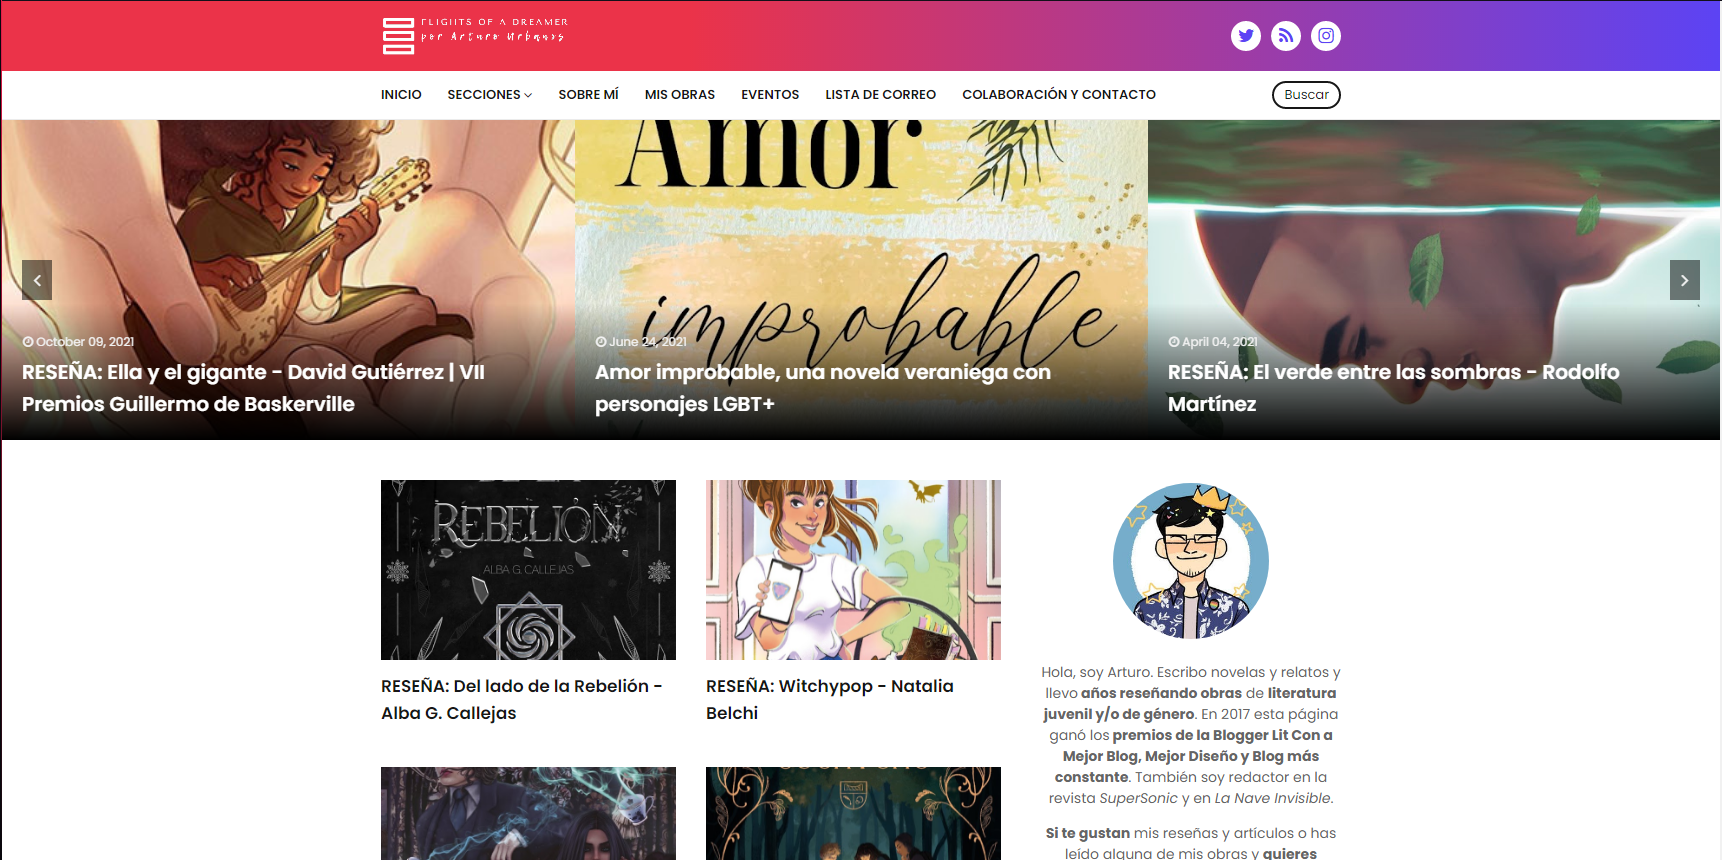 FLIGHTS OF A DREAMER
por Arturo Urbanos
INICIO SECCIONES SOBRE MÍ MIS OBRAS EVENTOS LISTA DE CORREO COLABORACIÓN Y CONTACTO Buscar
Amor
improbable
October 09, 2021
RESEÑA: Ella y el gigante - David Gutiérrez | VII
Premios Guillermo de Baskerville
June 24, 2021
Amor improbable, una novela veraniega con
personajes LGBT+
April 04, 2021
RESEÑA: El verde entre las sombras - Rodolfo
Martínez
REBELIÓN
ALBA G. CALLEJAS
RESEÑA: Del lado de la Rebelión -
Alba G. Callejas
RESEÑA: Witchypop - Natalia
Belchi
Hola, soy Arturo. Escribo novelas y relatos y
llevo años reseñando obras de literatura
juvenil y/o de género. En 2017 esta página
ganó los premios de la Blogger Lit Con a
Mejor Blog, Mejor Diseño y Blog más
constante. También soy redactor en la
revista SuperSonic y en La Nave Invisible.
Si te gustan mis reseñas y artículos o has
leído alguna de mis obras y quieres